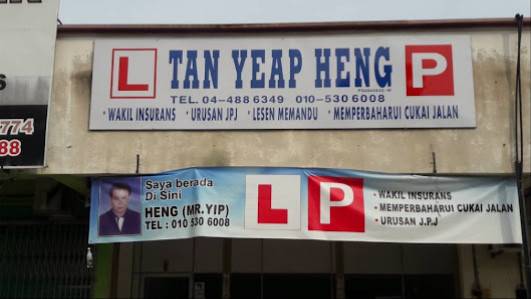 L TAN YEAP HENG P
TEL. 04-488 6349 010-530 6008
• WAKIL INSURANS • URUSAN JPJ • LESEN MEMANDU • MEMPERBAHARUI CUKAI JALAN
774
88
Saya berada
Di Sini
HENG (MR.YIP)
TEL : 010 530 6008
L P
• WAKIL INSURANS
• MEMPERBAHARUI CUKAI JALAN
• URUSAN J.P.J